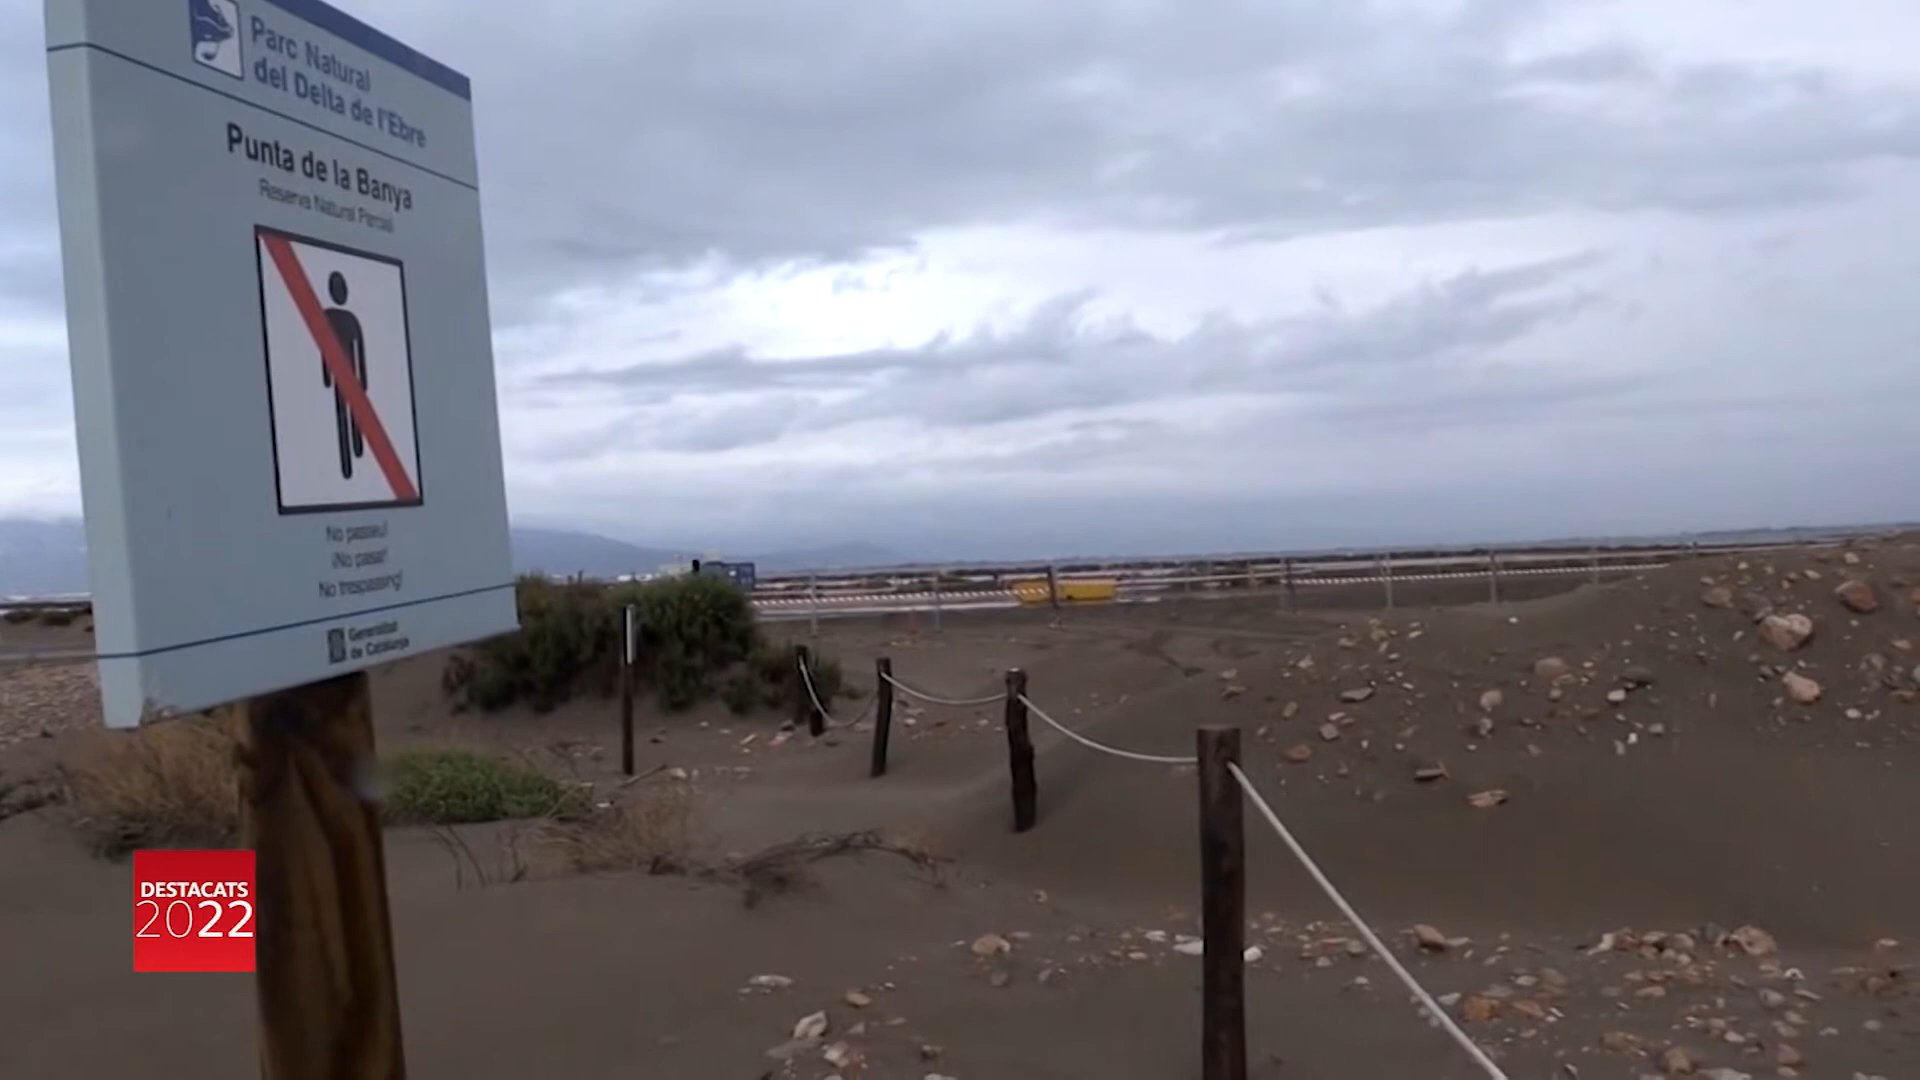 Parc Natural
del Delta de l'Ebre
Punta de la Banya
Reserva Natural Parcial
No passeu!
¡No pasar!
No trespassing!
Generalitat
de Catalunya
DESTACATS
2022